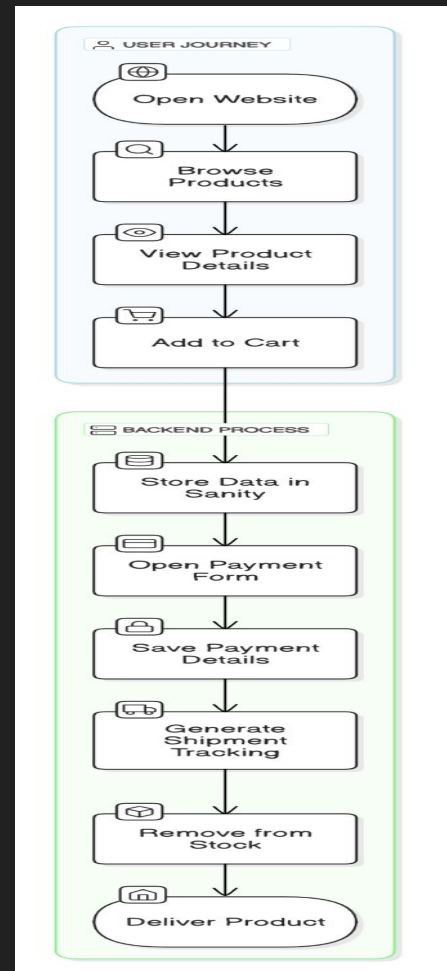 USER JOURNEY
Open Website
Browse
Products
View Product
Details
Add to Cart
BACKEND PROCESS
Store Data in
Sanity
Open Payment
Form
Save Payment
Details
Generate
Shipment
Tracking
Remove from
Stock
Deliver Product